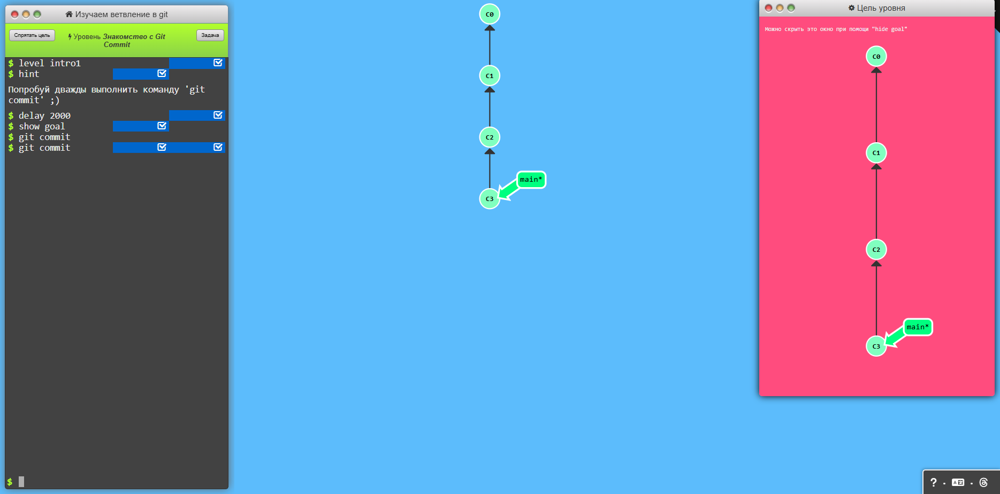 Изучаем ветвление в git
Спрятать цель
Уровень Знакомство с Git
Commit
Задача
$ level intro1
$ hint
Попробуй дважды выполнить команду 'git
commit' ;)
$ delay 2000
$ show goal
$ git commit
$ git commit
$
C0
C1
C2
main*
C3
Цель уровня
Можно скрыть это окно при помощи "hide goal"
C0
C1
C2
main*
C3
?